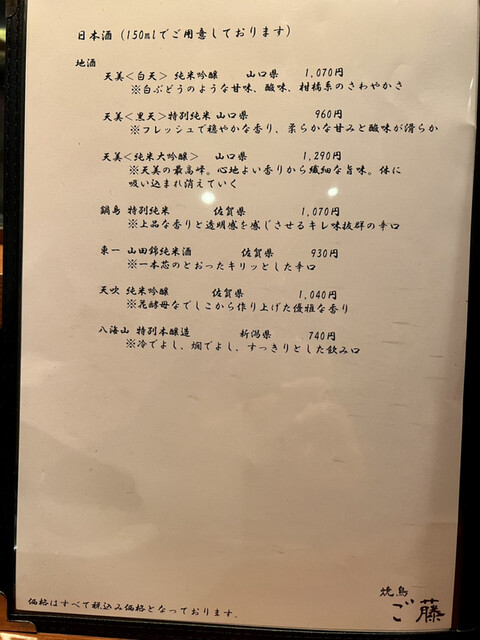 日本酒(150mlでご用意しております)
地酒
天美<白天> 純米吟醸 山口県 1,070円
※白ぶどうのような甘味、酸味、柑橘系のさわやかさ
天美<黒天>特別純米 山口県 960円
※フレッシュで穏やかな香り、柔らかな甘みと酸味が滑らか
天美<純米大吟醸> 山口県 1,290円
※天美の最高峰。心地よい香りから繊細な旨味。体に
吸い込まれ消えていく
鍋島 特別純米 佐賀県 1,070円
※上品な香りと透明感を感じさせるキレ味抜群の辛口
東一 山田錦純米酒 佐賀県 930円
※一本芯のとおったキリッとした辛口
天吹 純米吟醸 佐賀県 1,040円
※花酵母なでしこから作り上げた優雅な香り
八海山 特別本醸造 新潟県 740円
※冷でよし、燗でよし、すっきりとした飲み口
焼鳥
ご藤
価格はすべて税込み価格となっております。